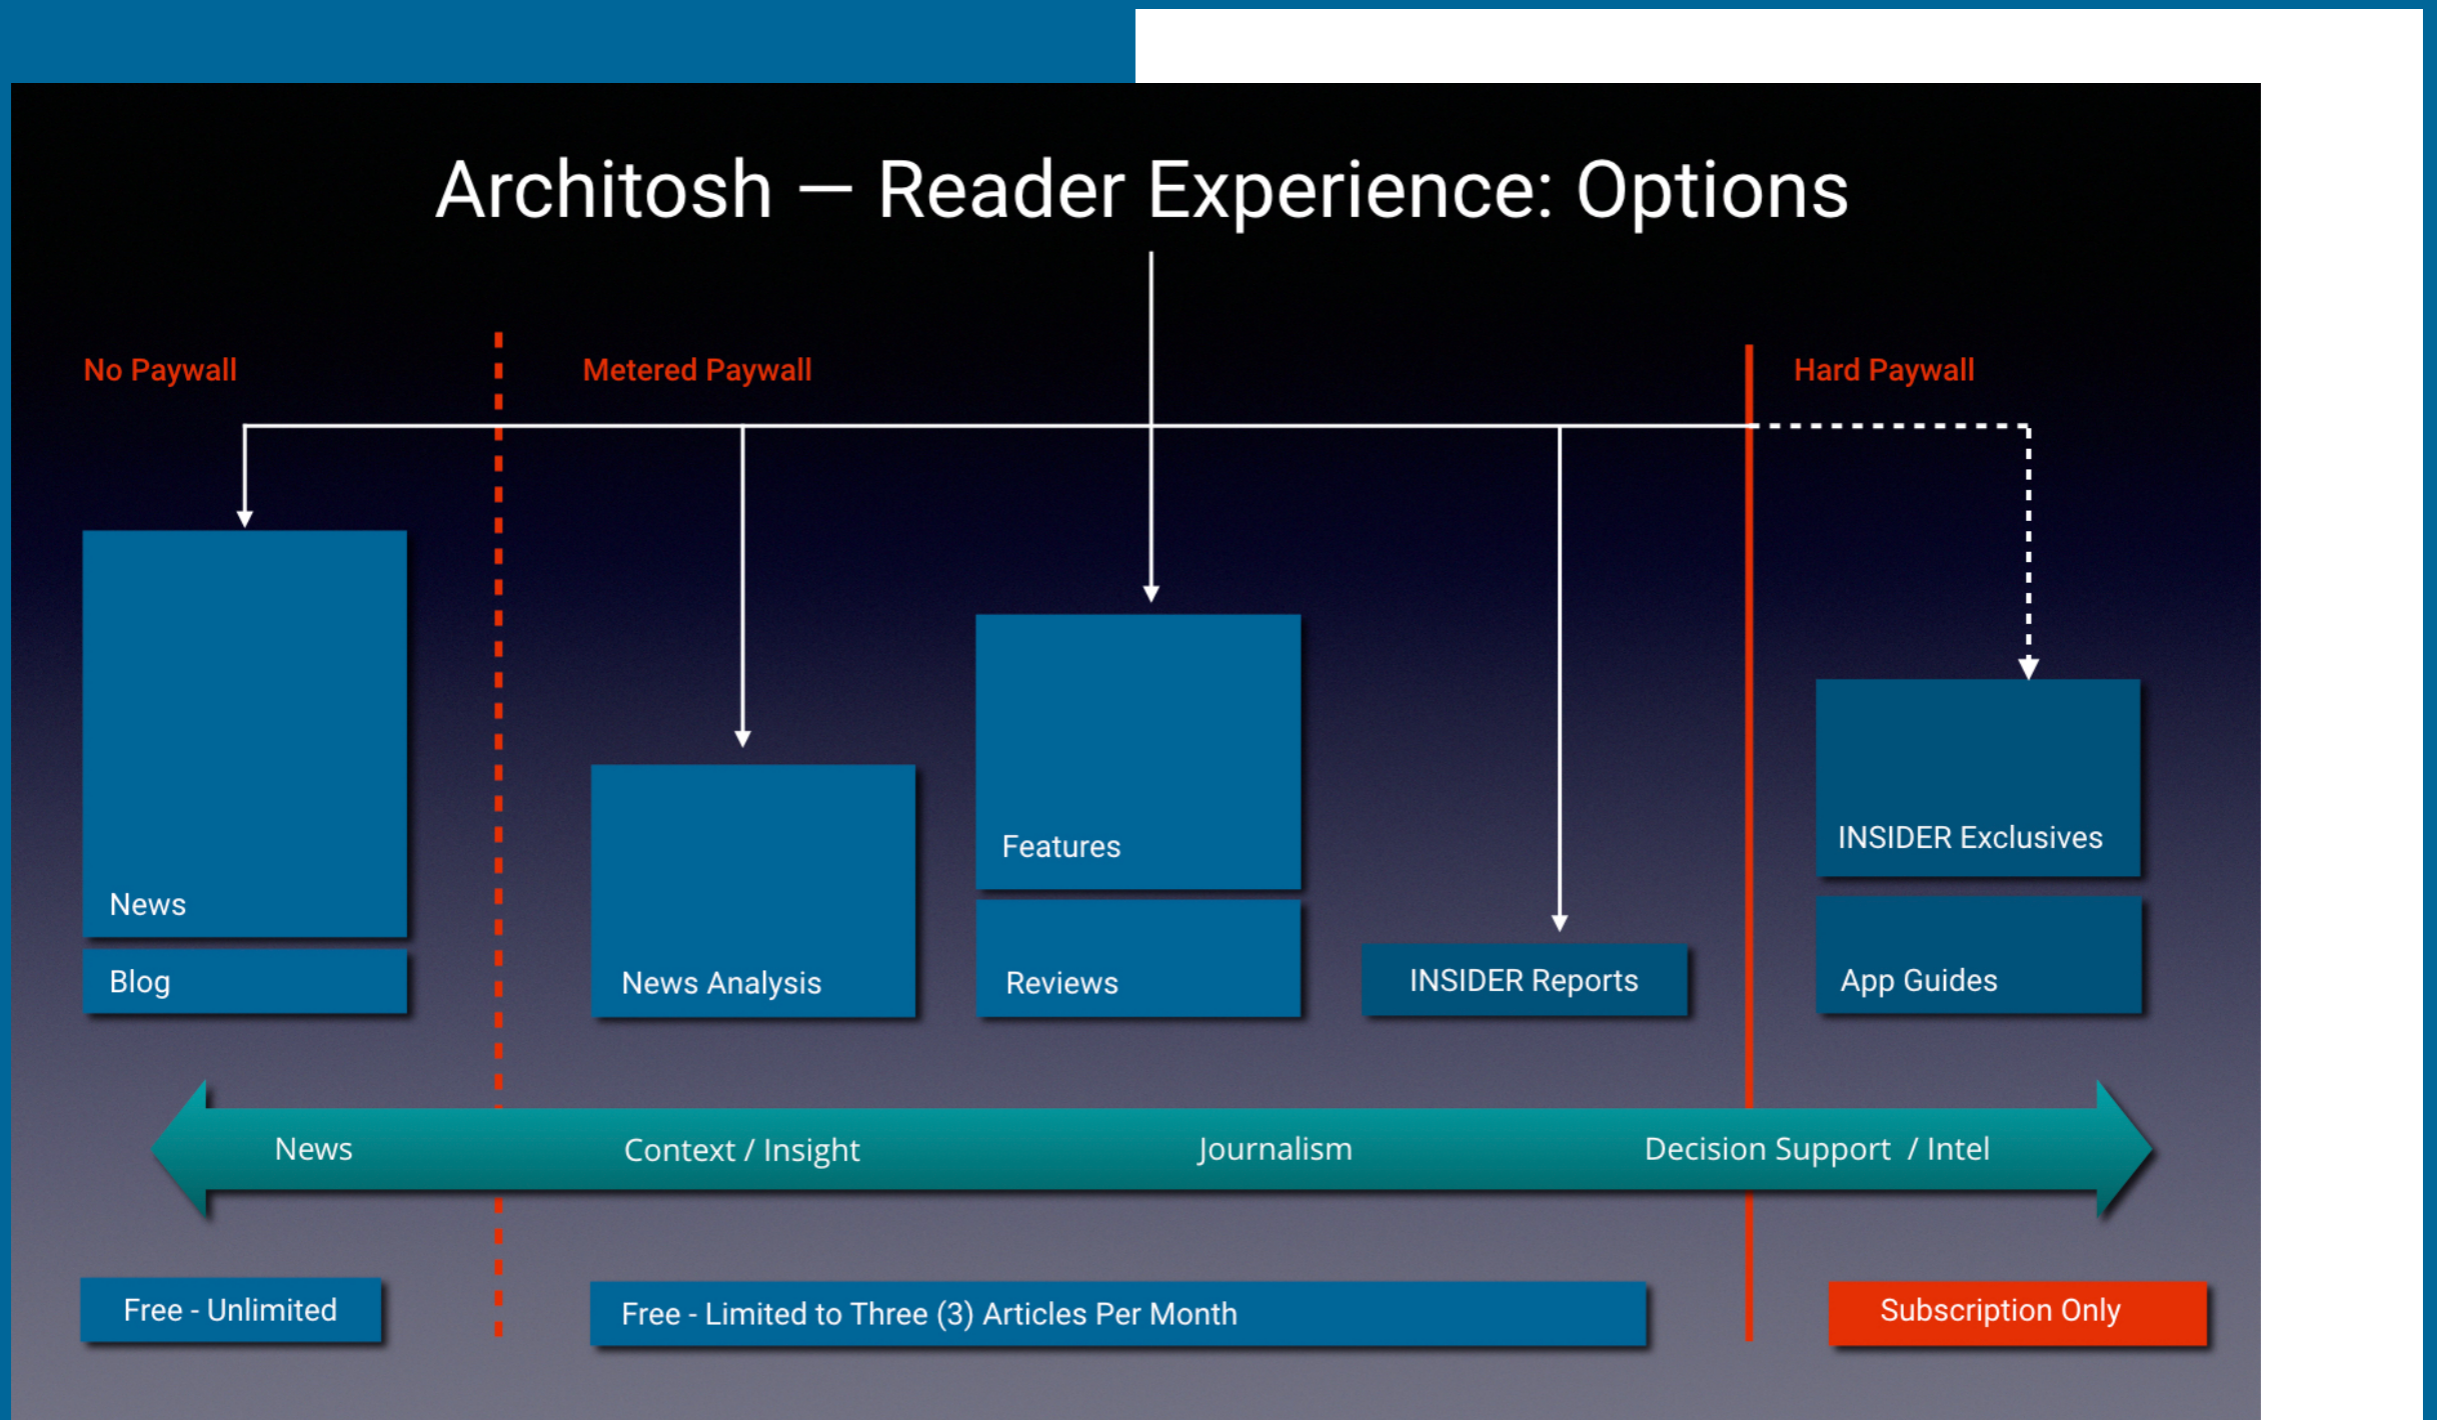 Architosh — Reader Experience: Options
No Paywall
Metered Paywall
Hard Paywall
News
Blog
News Analysis
Features
Reviews
INSIDER Reports
INSIDER Exclusives
App Guides
News
Context / Insight
Journalism
Decision Support / Intel
Free - Unlimited
Free - Limited to Three (3) Articles Per Month
Subscription Only